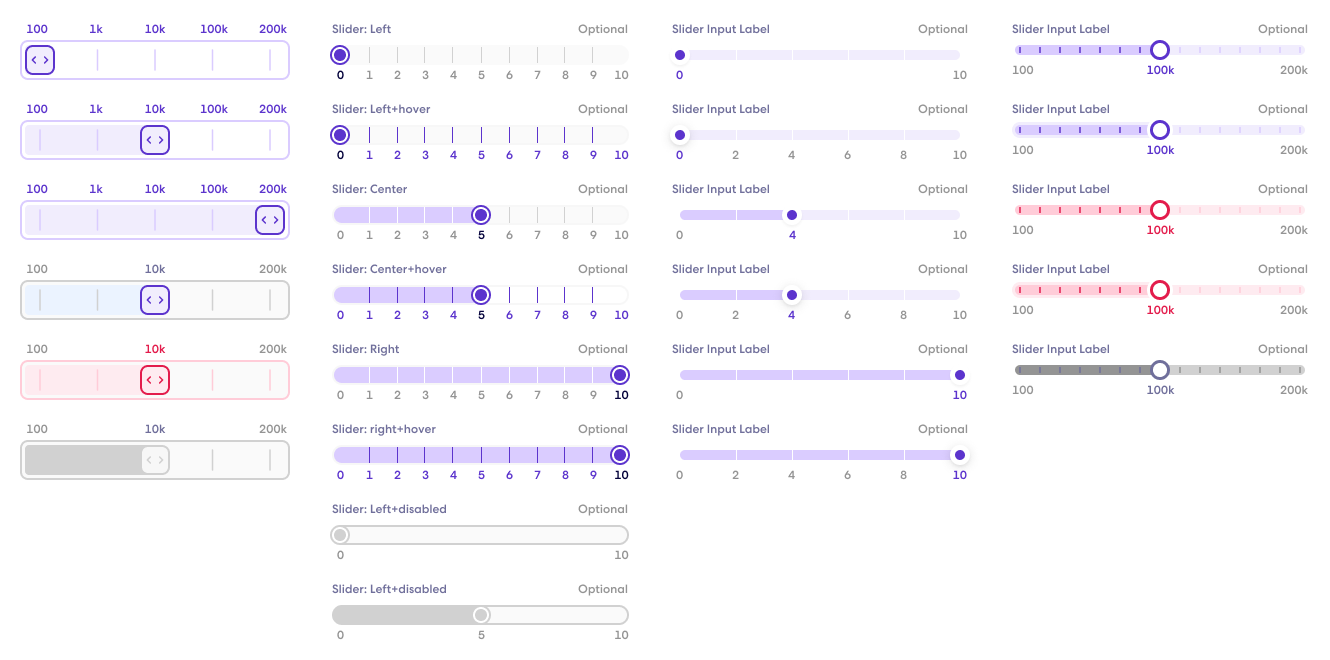 100 1k 10k 100k 200k
100 1k 10k 100k 200k
100 1k 10k 100k 200k
100 10k 200k
100 10k 200k
100 10k 200k
Slider: Left Optional
0 1 2 3 4 5 6 7 8 9 10
Slider: Left+hover Optional
0 1 2 3 4 5 6 7 8 9 10
Slider: Center Optional
0 1 2 3 4 5 6 7 8 9 10
Slider: Center+hover Optional
0 1 2 3 4 5 6 7 8 9 10
Slider: Right Optional
0 1 2 3 4 5 6 7 8 9 10
Slider: right+hover Optional
0 1 2 3 4 5 6 7 8 9 10
Slider: Left+disabled Optional
0 10
Slider: Left+disabled Optional
0 5 10
Slider Input Label Optional
0 10
Slider Input Label Optional
0 2 4 6 8 10
Slider Input Label Optional
0 4 10
Slider Input Label Optional
0 2 4 6 8 10
Slider Input Label Optional
0 10
Slider Input Label Optional
0 2 4 6 8 10
Slider Input Label Optional
100 100k 200k
Slider Input Label Optional
100 100k 200k
Slider Input Label Optional
100 100k 200k
Slider Input Label Optional
100 100k 200k
Slider Input Label Optional
100 100k 200k